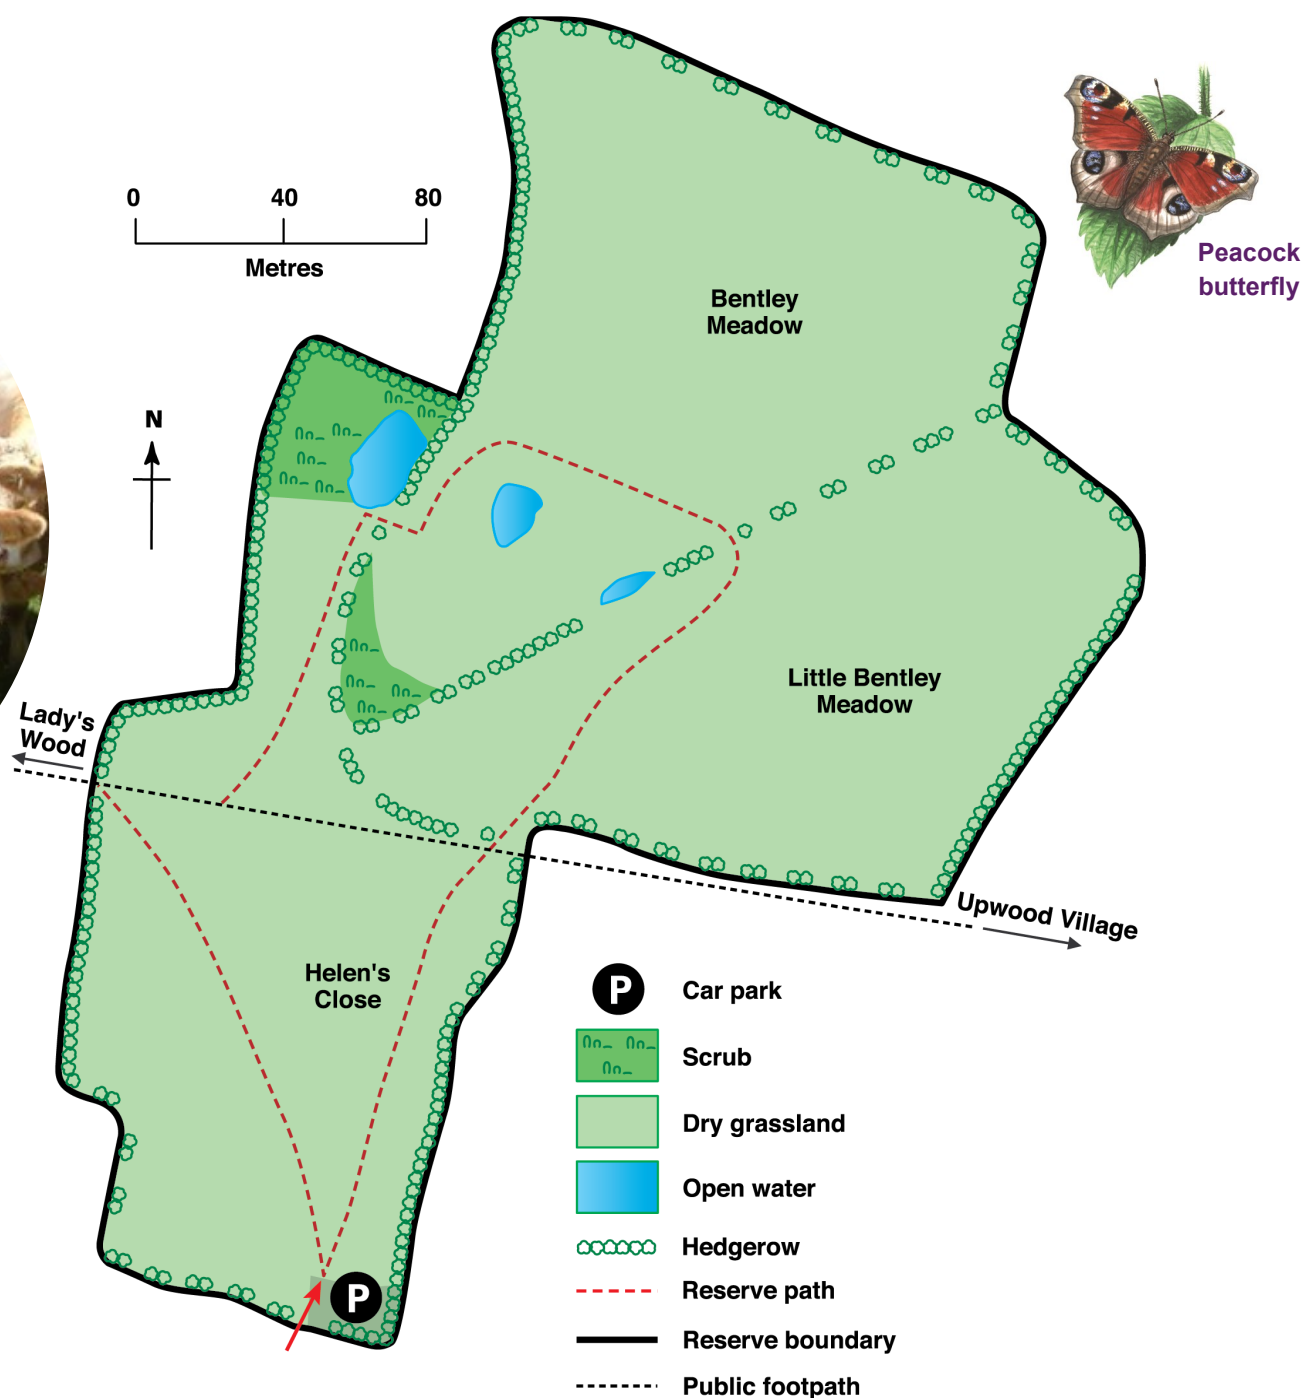 0 40 80
Metres
Peacock
butterfly
Bentley
Meadow
N
Little Bentley
Meadow
Lady's
Wood
Upwood Village
Helen's
Close
P
P Car park
Scrub
Dry grassland
Open water
Hedgerow
Reserve path
Reserve boundary
Public footpath